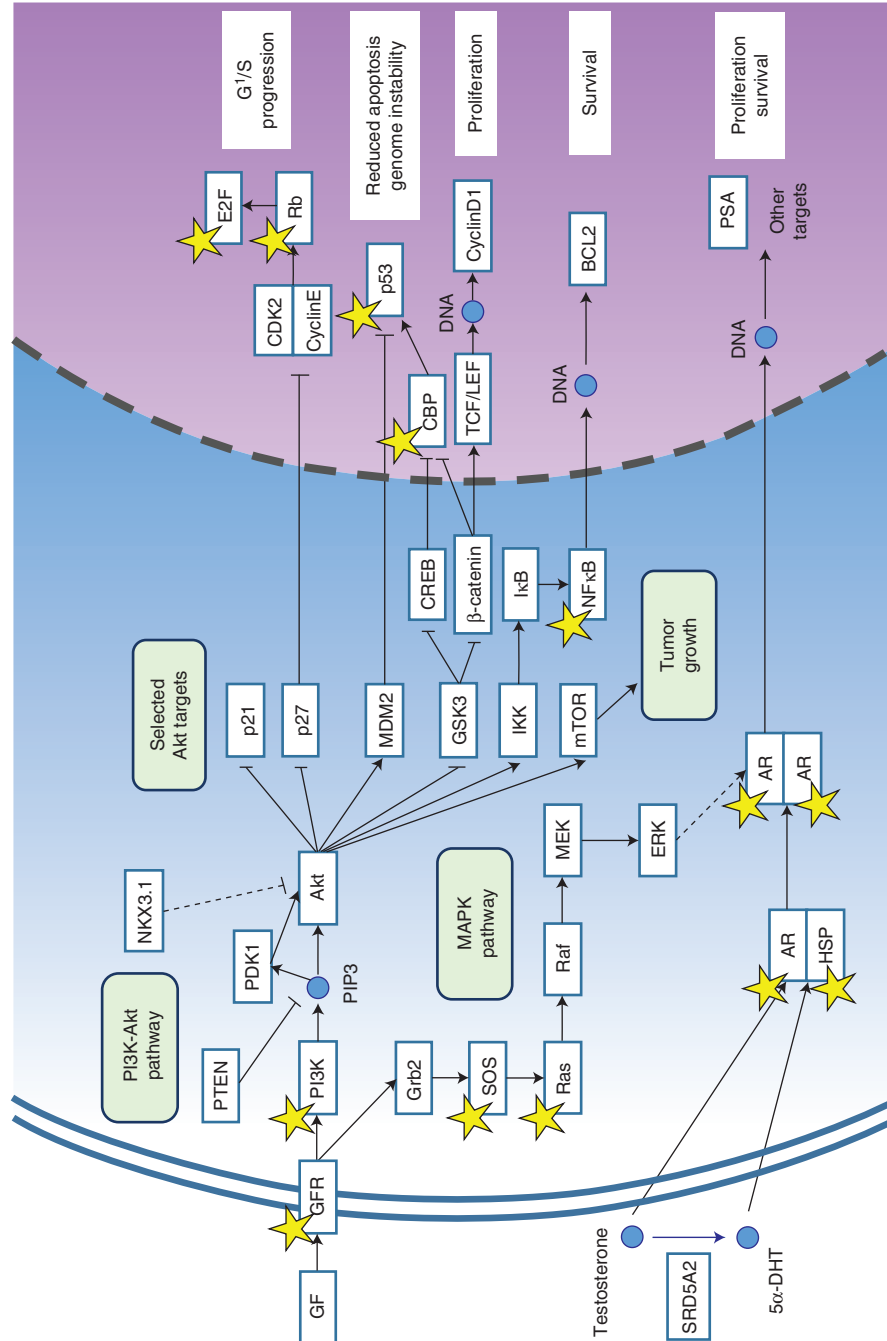 PI3K-Akt
pathway
Selected
Akt targets
G¹/S
progression
NKX3.1
p21
E2F
PTEN
PDK1
p27
CDK2
CyclinE
Rb
GF
GFR
PI3K
PIP3
Akt
MDM2
p53
Reduced apoptosis
genome instability
Grb2
MAPK
pathway
GSK3
CREB
CBP
SOS
β-catenin
TCF/LEF
DNA
CyclinD1
Proliferation
IKK
IκB
Ras
Raf
MEK
mTOR
NFκB
DNA
BCL2
Survival
ERK
Tumor
growth
Testosterone
SRD5A2
5α-DHT
AR
HSP
AR
AR
DNA
PSA
Other
targets
Proliferation
survival